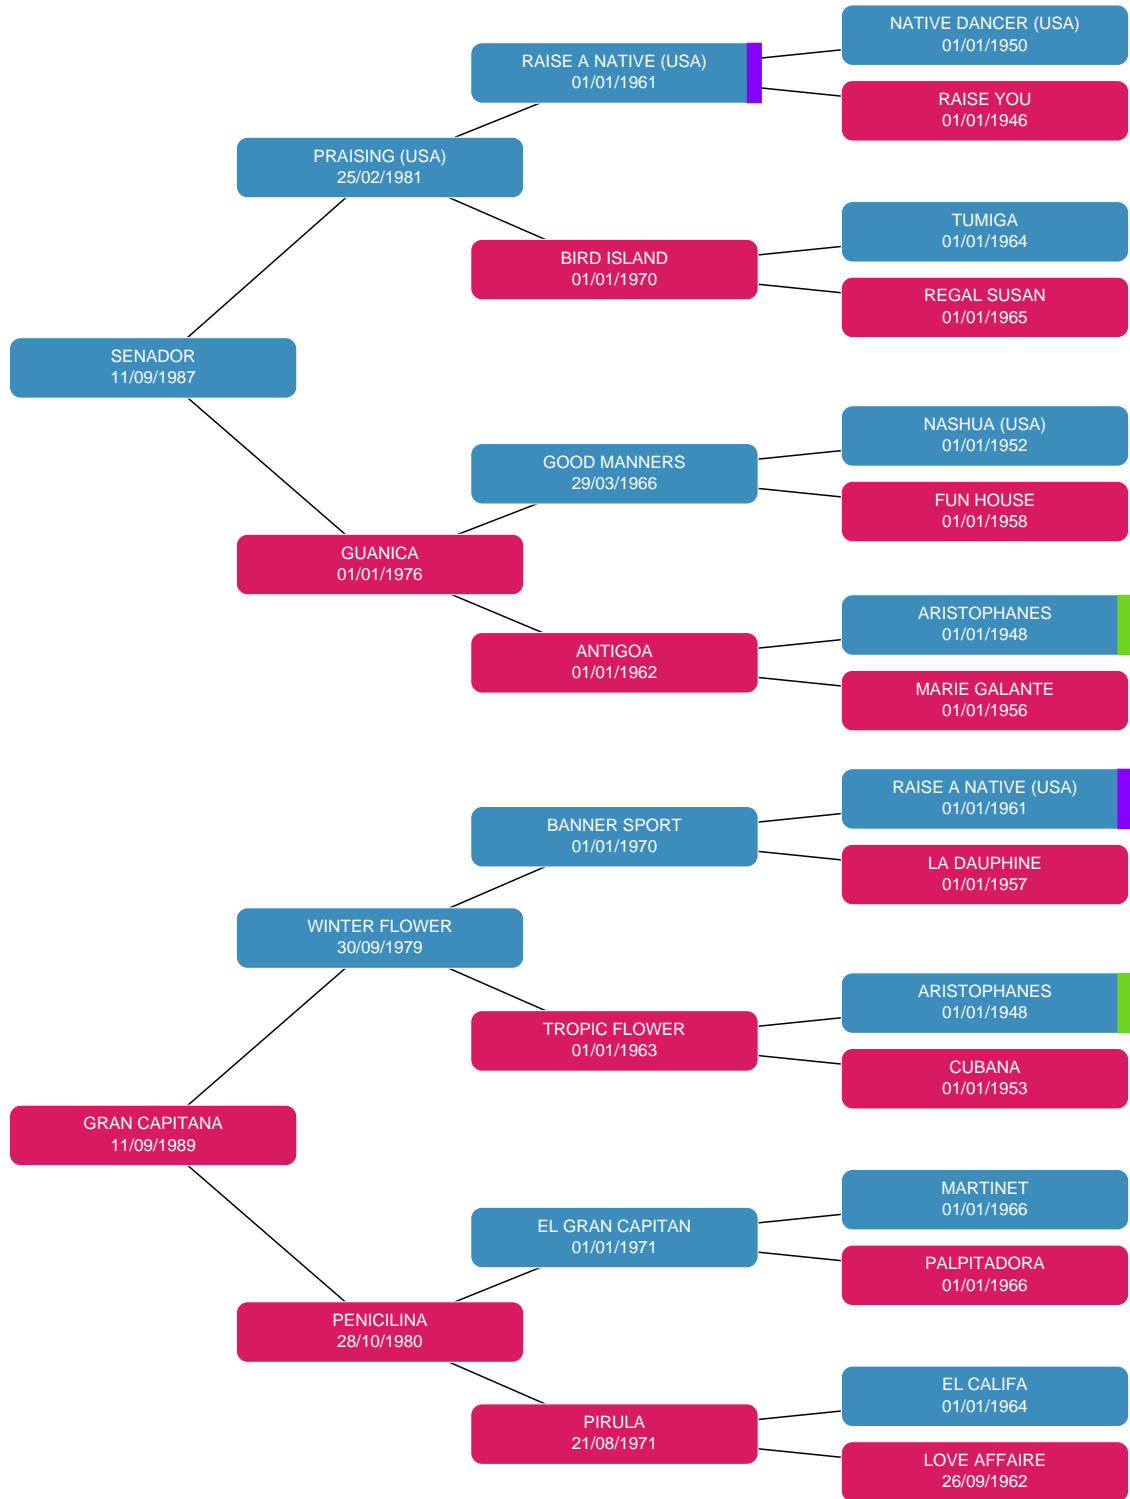 NATIVE DANCER (USA)
01/01/1950
RAISE A NATIVE (USA)
01/01/1961
RAISE YOU
01/01/1946
PRAISING (USA)
25/02/1981
TUMIGA
01/01/1964
BIRD ISLAND
01/01/1970
REGAL SUSAN
01/01/1965
SENADOR
11/09/1987
NASHUA (USA)
01/01/1952
GOOD MANNERS
29/03/1966
FUN HOUSE
01/01/1958
GUANICA
01/01/1976
ARISTOPHANES
01/01/1948
ANTIGOA
01/01/1962
MARIE GALANTE
01/01/1956
RAISE A NATIVE (USA)
01/01/1961
BANNER SPORT
01/01/1970
LA DAUPHINE
01/01/1957
WINTER FLOWER
30/09/1979
ARISTOPHANES
01/01/1948
TROPIC FLOWER
01/01/1963
CUBANA
01/01/1953
GRAN CAPITANA
11/09/1989
MARTINET
01/01/1966
EL GRAN CAPITAN
01/01/1971
PALPITADORA
01/01/1966
PENICILINA
28/10/1980
EL CALIFA
01/01/1964
PIRULA
21/08/1971
LOVE AFFAIRE
26/09/1962